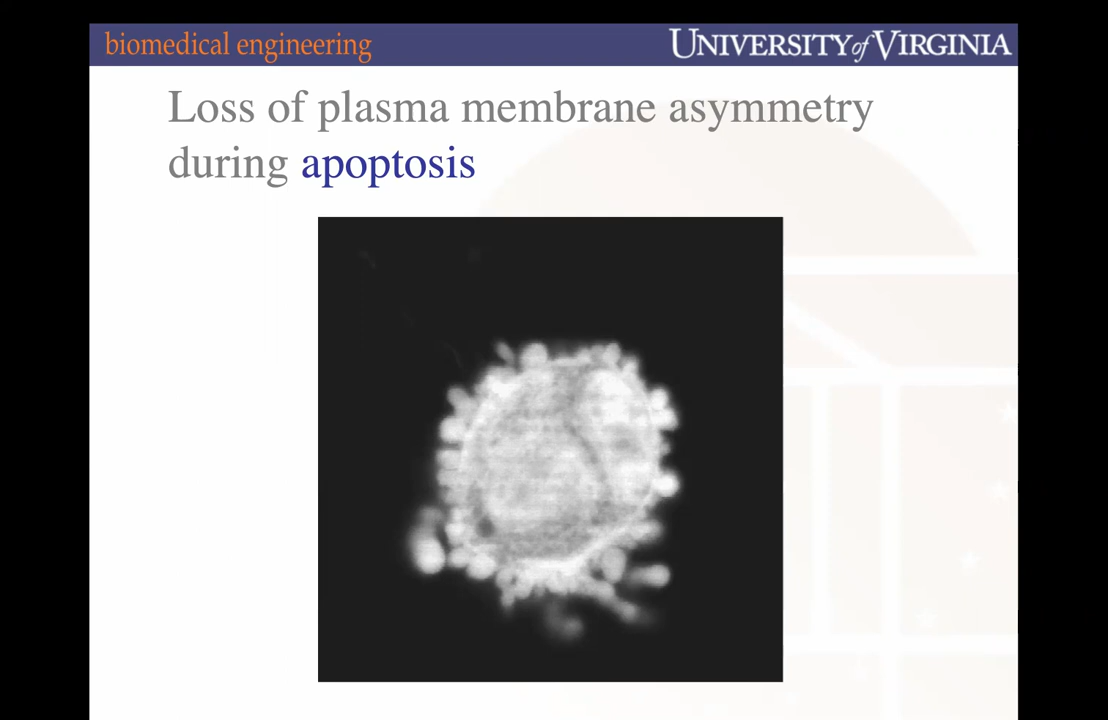 biomedical engineering
UNIVERSITY of VIRGINIA
Loss of plasma membrane asymmetry
during apoptosis